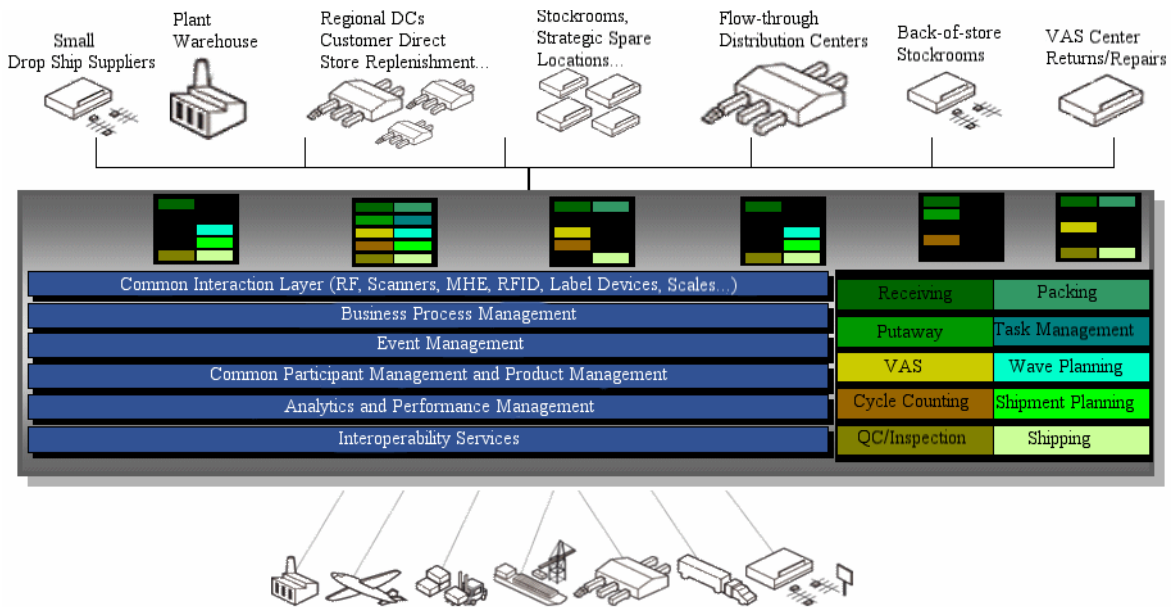 Small
Drop Ship Suppliers
Plant
Warehouse
Regional DCs
Customer Direct
Store Replenishment...
Stockrooms,
Strategic Spare
Locations...
Flow-through
Distribution Centers
Back-of-store
Stockrooms
VAS Center
Returns/Repairs
Common Interaction Layer (RF, Scanners, MHE, RFID, Label Devices, Scales...)
Business Process Management
Event Management
Common Participant Management and Product Management
Analytics and Performance Management
Interoperability Services
Receiving Packing
Putaway Task Management
VAS Wave Planning
Cycle Counting Shipment Planning
QC/Inspection Shipping